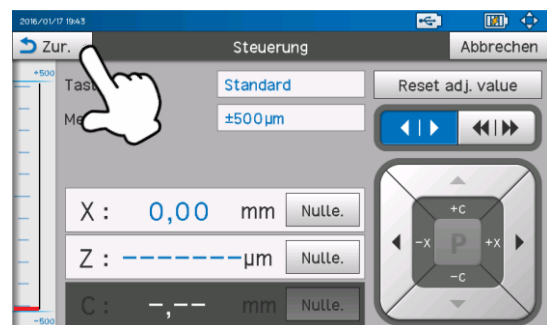 2016/01/17 19:43
Zur. Steuerung Abbrechen
+500
Standard Reset adj. value
±500µm
X : 0,00 mm Nulle.
Z : -------µm Nulle.
C : -,-- mm Nulle.
-500
+C
-X P +X
-C